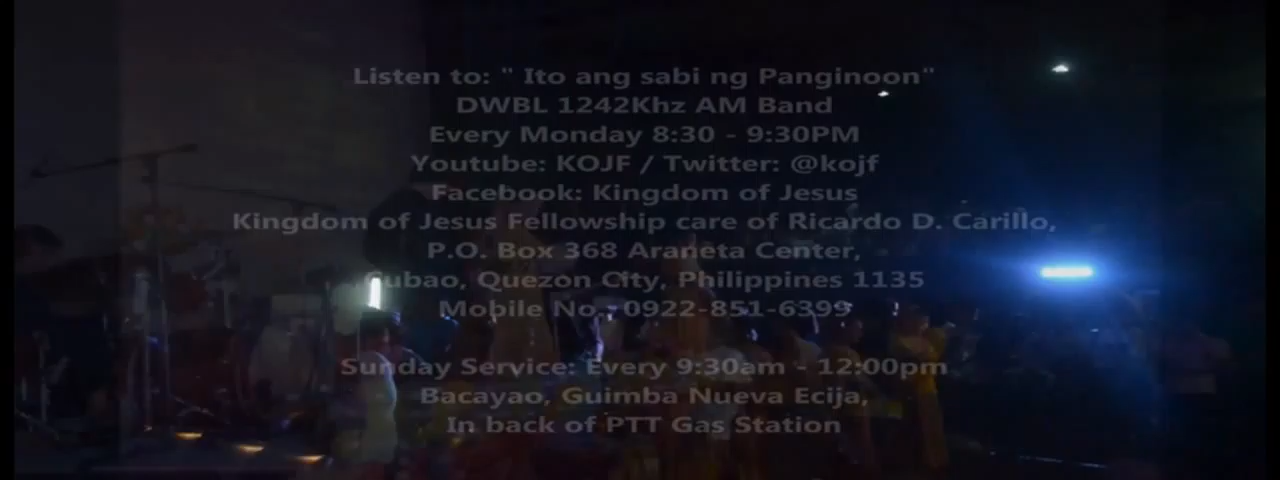 Listen to: " Ito ang sabi ng Panginoon"
DWBL 1242Khz AM Band
Every Monday 8:30 - 9:30PM
Youtube: KOJF / Twitter: @kojf
Facebook: Kingdom of Jesus
Kingdom of Jesus Fellowship care of Ricardo D. Carillo,
P.O. Box 368 Araneta Center,
Cubao, Quezon City, Philippines 1135
Mobile No.: 0922-851-6399
Sunday Service: Every 9:30am - 12:00pm
Bacayao, Guimba Nueva Ecija,
In back of PTT Gas Station